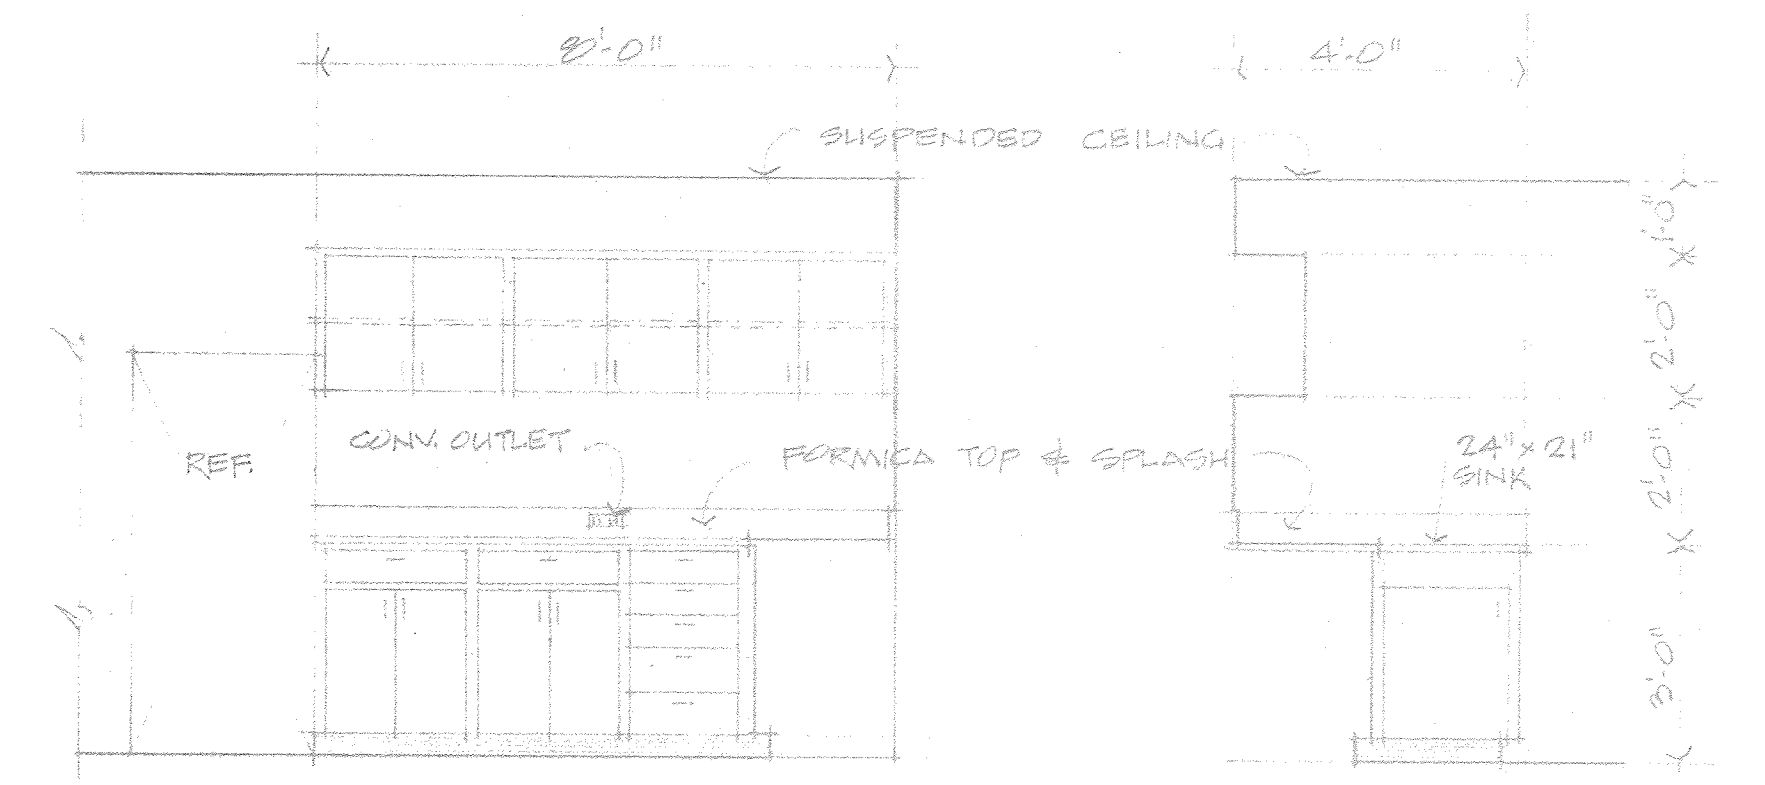 8'-0"
4'-0"
SUSPENDED CEILING
1'-0"
2'-0"
REF.
CONV. OUTLET
FORMICA TOP & SPLASH
24" x 21"
SINK
2'-0"
3'-0"